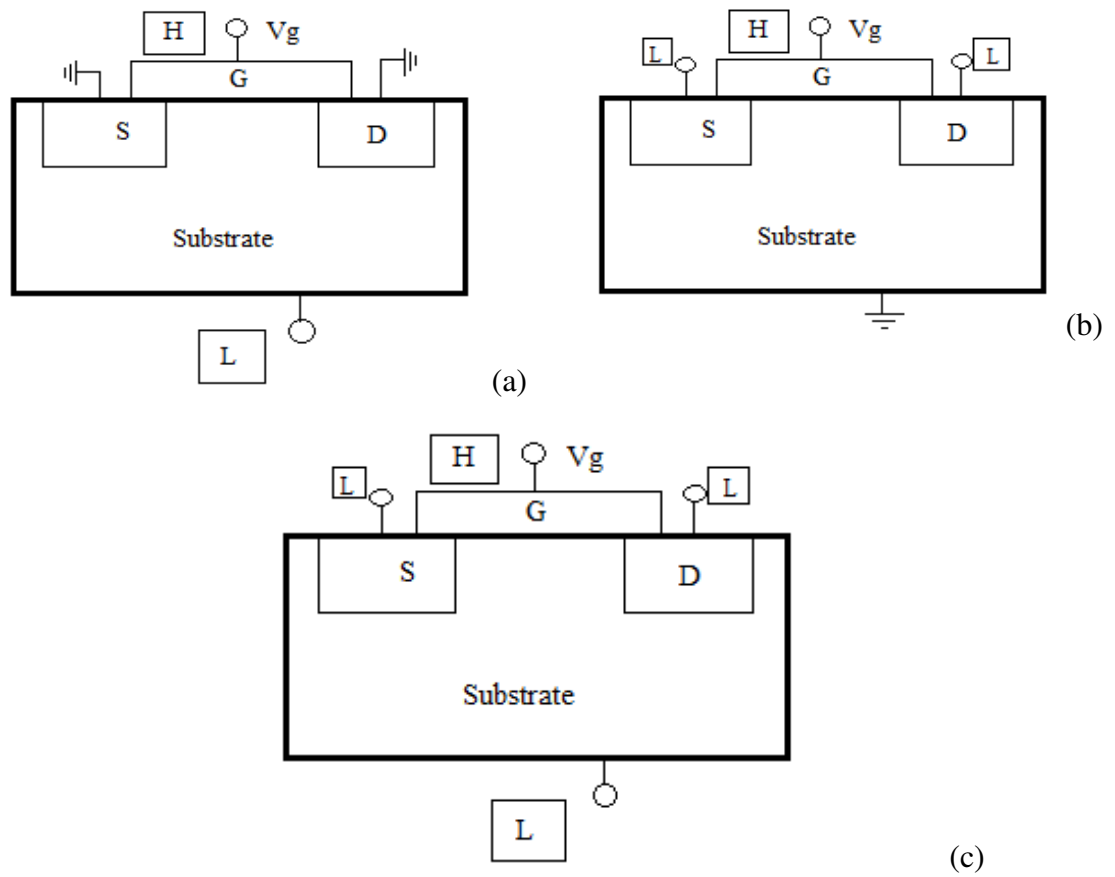 H Vg H Vg
L L
G G
S D S D
Substrate Substrate
L
(b)
(a)
H Vg
L L
G
S D
Substrate
L
(c)